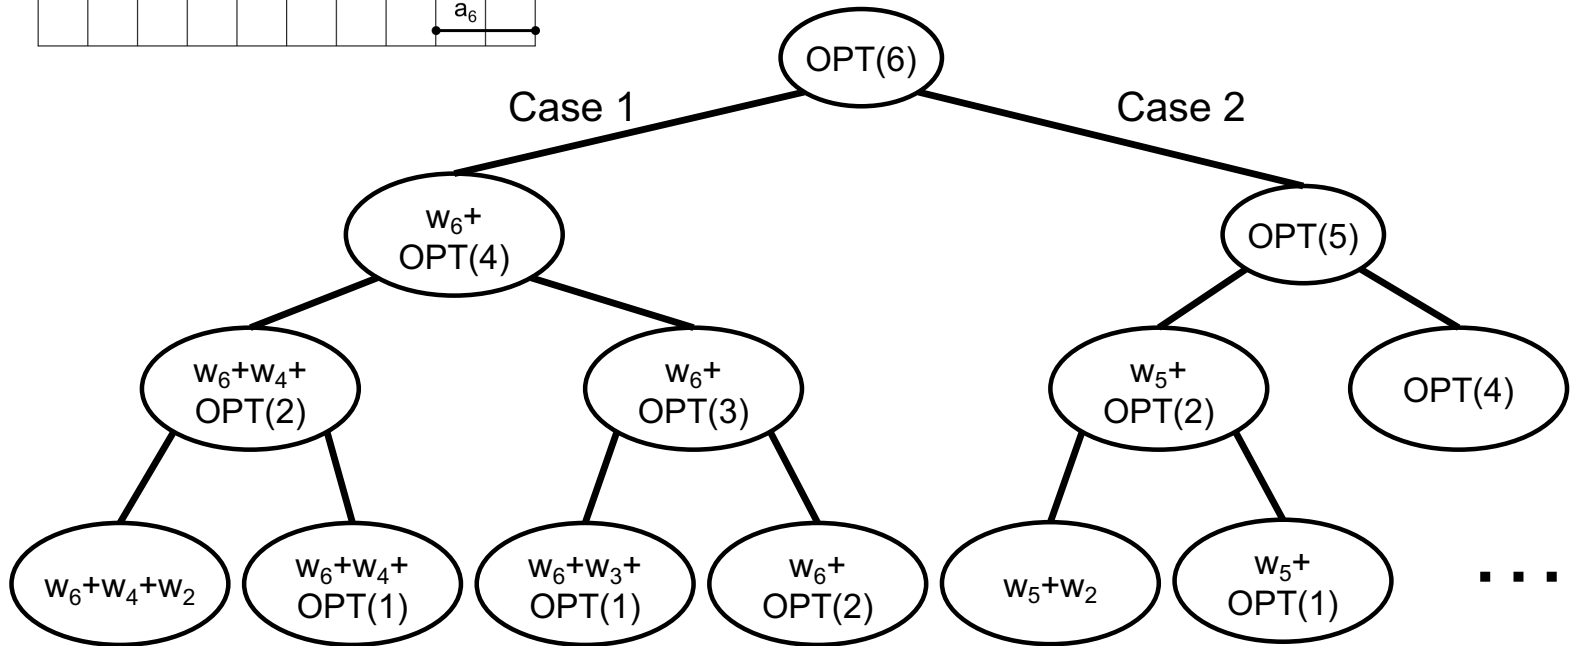 a₆
OPT(6)
Case 1
Case 2
w₆+
OPT(4)
OPT(5)
w₆+w₄+
OPT(2)
w₆+
OPT(3)
w₅+
OPT(2)
OPT(4)
w₆+w₄+w₂
w₆+w₄+
OPT(1)
w₆+w₃+
OPT(1)
w₆+
OPT(2)
w₅+w₂
w₅+
OPT(1)
. . .